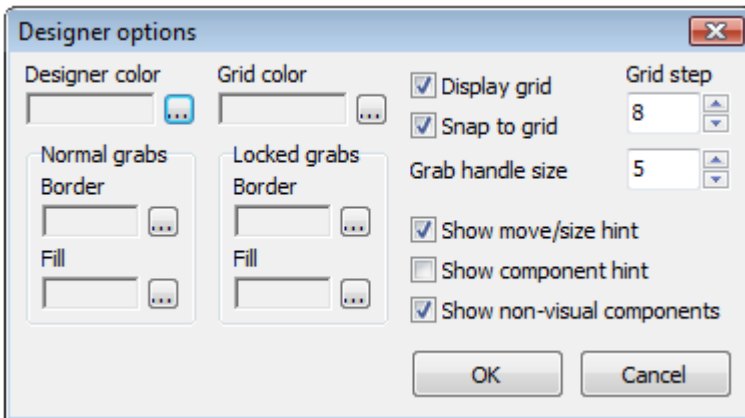 Designer options
Designer color
Grid color
Display grid
Grid step
8
Snap to grid
Normal grabs
Locked grabs
Grab handle size
5
Border
Border
Show move/size hint
Fill
Fill
Show component hint
Show non-visual components
OK
Cancel